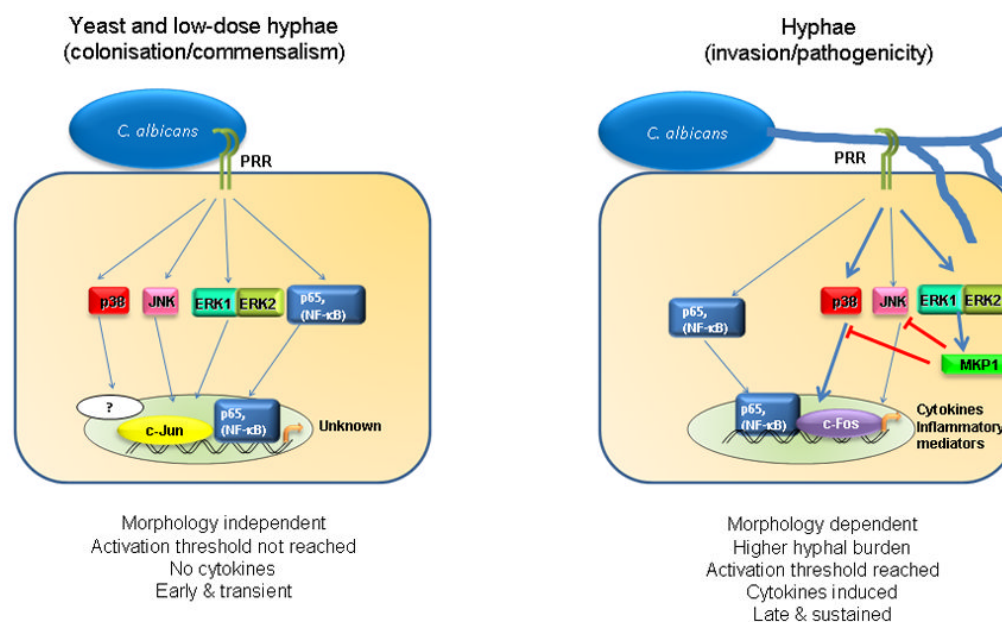 Yeast and low-dose hyphae
(colonisation/commensalism)
C. albicans
PRR
p38
JNK
ERK1
ERK2
p65,
(NF-κB)
?
c-Jun
p65,
(NF-κB)
Unknown
Morphology independent
Activation threshold not reached
No cytokines
Early & transient
Hyphae
(invasion/pathogenicity)
C. albicans
PRR
p65,
(NF-κB)
p38
JNK
ERK1
ERK2
MKP1
p65,
(NF-κB)
c-Fos
Cytokines
Inflammatory
mediators
Morphology dependent
Higher hyphal burden
Activation threshold reached
Cytokines induced
Late & sustained